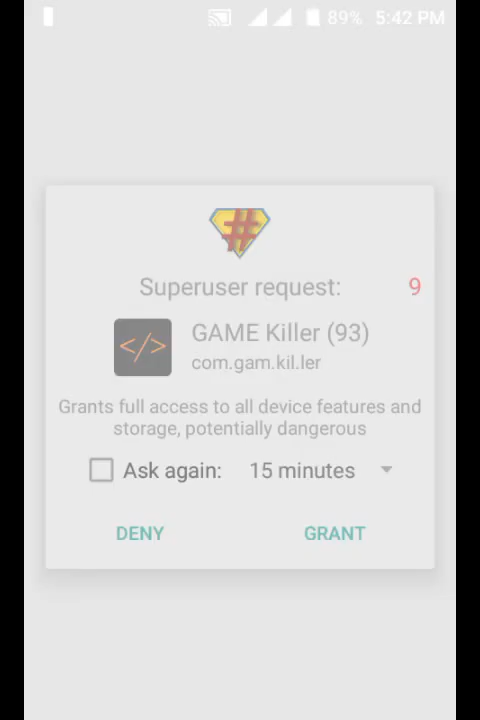 89% 5:42 PM
#
Superuser request: 9
</> GAME Killer (93)
com.gam.kil.ler
Grants full access to all device features and
storage, potentially dangerous
Ask again: 15 minutes
DENY GRANT